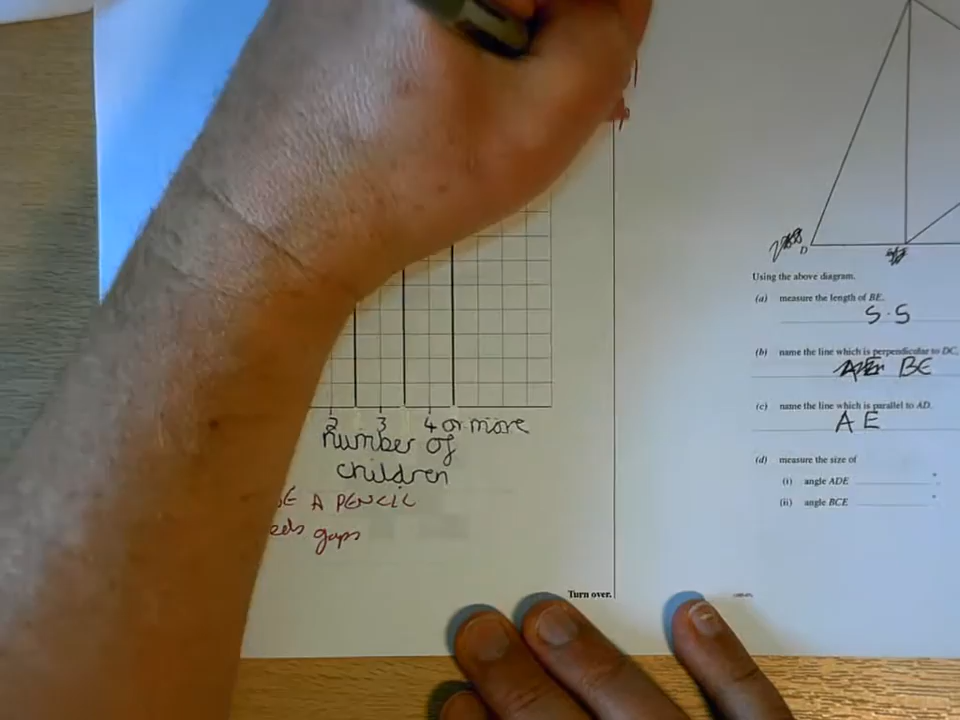 2 3 4 or more
number of
children
A PENCIL
gaps
Turn over.
D
Using the above diagram.
(a) measure the length of BE.
5.5
(b) name the line which is perpendicular to DC.
BE
(c) name the line which is parallel to AD.
AE
(d) measure the size of
(i) angle ADE °
(ii) angle BCE °